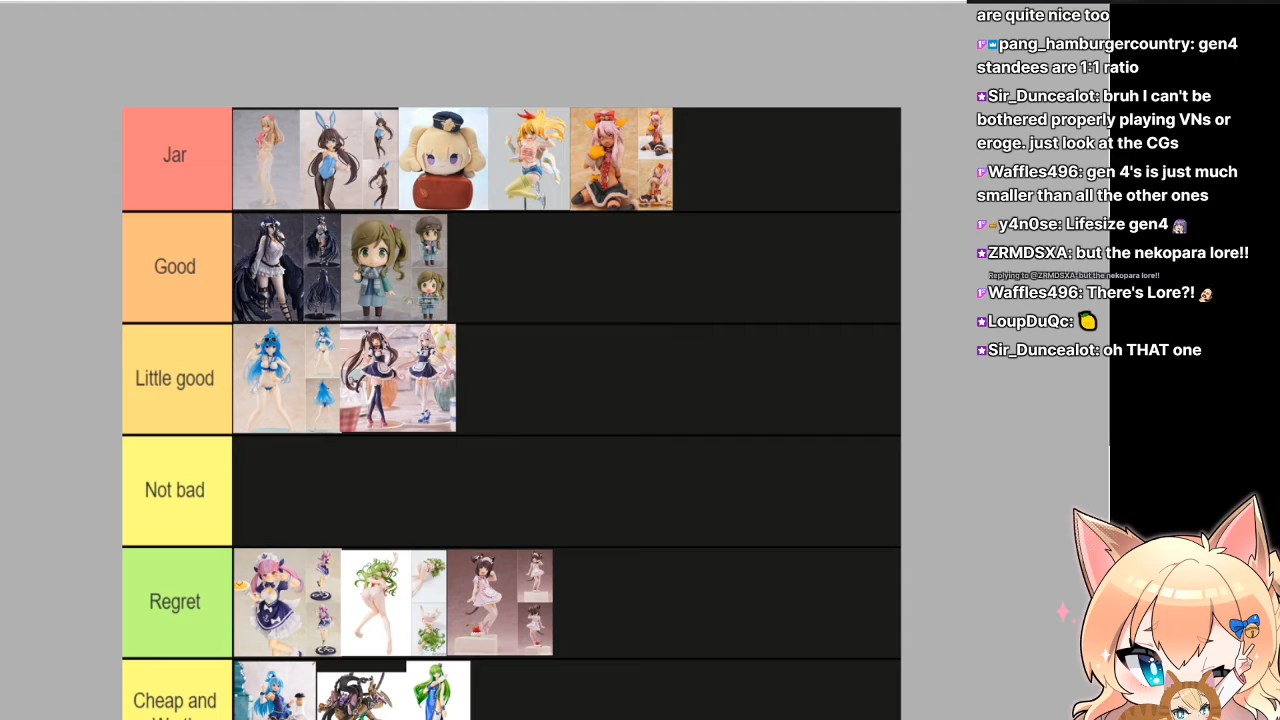 are quite nice too
pang_hamburgercountry: gen4
standees are 1:1 ratio
Sir_Duncealot: bruh I can't be
bothered properly playing VNs or
eroge. just look at the CGs
Waffles496: gen 4's is just much
smaller than all the other ones
y4n0se: Lifesize gen4
ZRMDSXA: but the nekopara lore!!
Replying to @ZRMDSXA: but the nekopara lore!!
Waffles496: There's Lore?!
LoupDuQc:
Sir_Duncealot: oh THAT one
Jar
Good
Little good
Not bad
Regret
Cheap and